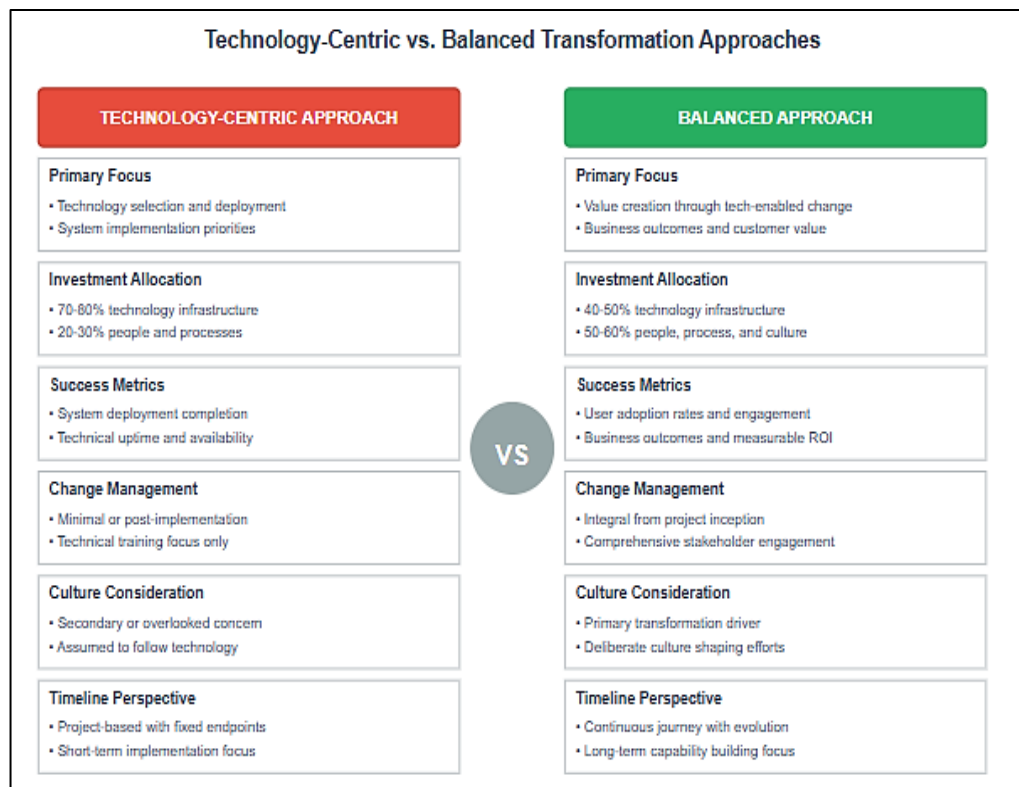 Technology-Centric vs. Balanced Transformation Approaches
TECHNOLOGY-CENTRIC APPROACH
Primary Focus
• Technology selection and deployment
• System implementation priorities
Investment Allocation
• 70-80% technology infrastructure
• 20-30% people and processes
Success Metrics
• System deployment completion
• Technical uptime and availability
Change Management
• Minimal or post-implementation
• Technical training focus only
Culture Consideration
• Secondary or overlooked concern
• Assumed to follow technology
Timeline Perspective
• Project-based with fixed endpoints
• Short-term implementation focus
VS
BALANCED APPROACH
Primary Focus
• Value creation through tech-enabled change
• Business outcomes and customer value
Investment Allocation
• 40-50% technology infrastructure
• 50-60% people, process, and culture
Success Metrics
• User adoption rates and engagement
• Business outcomes and measurable ROI
Change Management
• Integral from project inception
• Comprehensive stakeholder engagement
Culture Consideration
• Primary transformation driver
• Deliberate culture shaping efforts
Timeline Perspective
• Continuous journey with evolution
• Long-term capability building focus